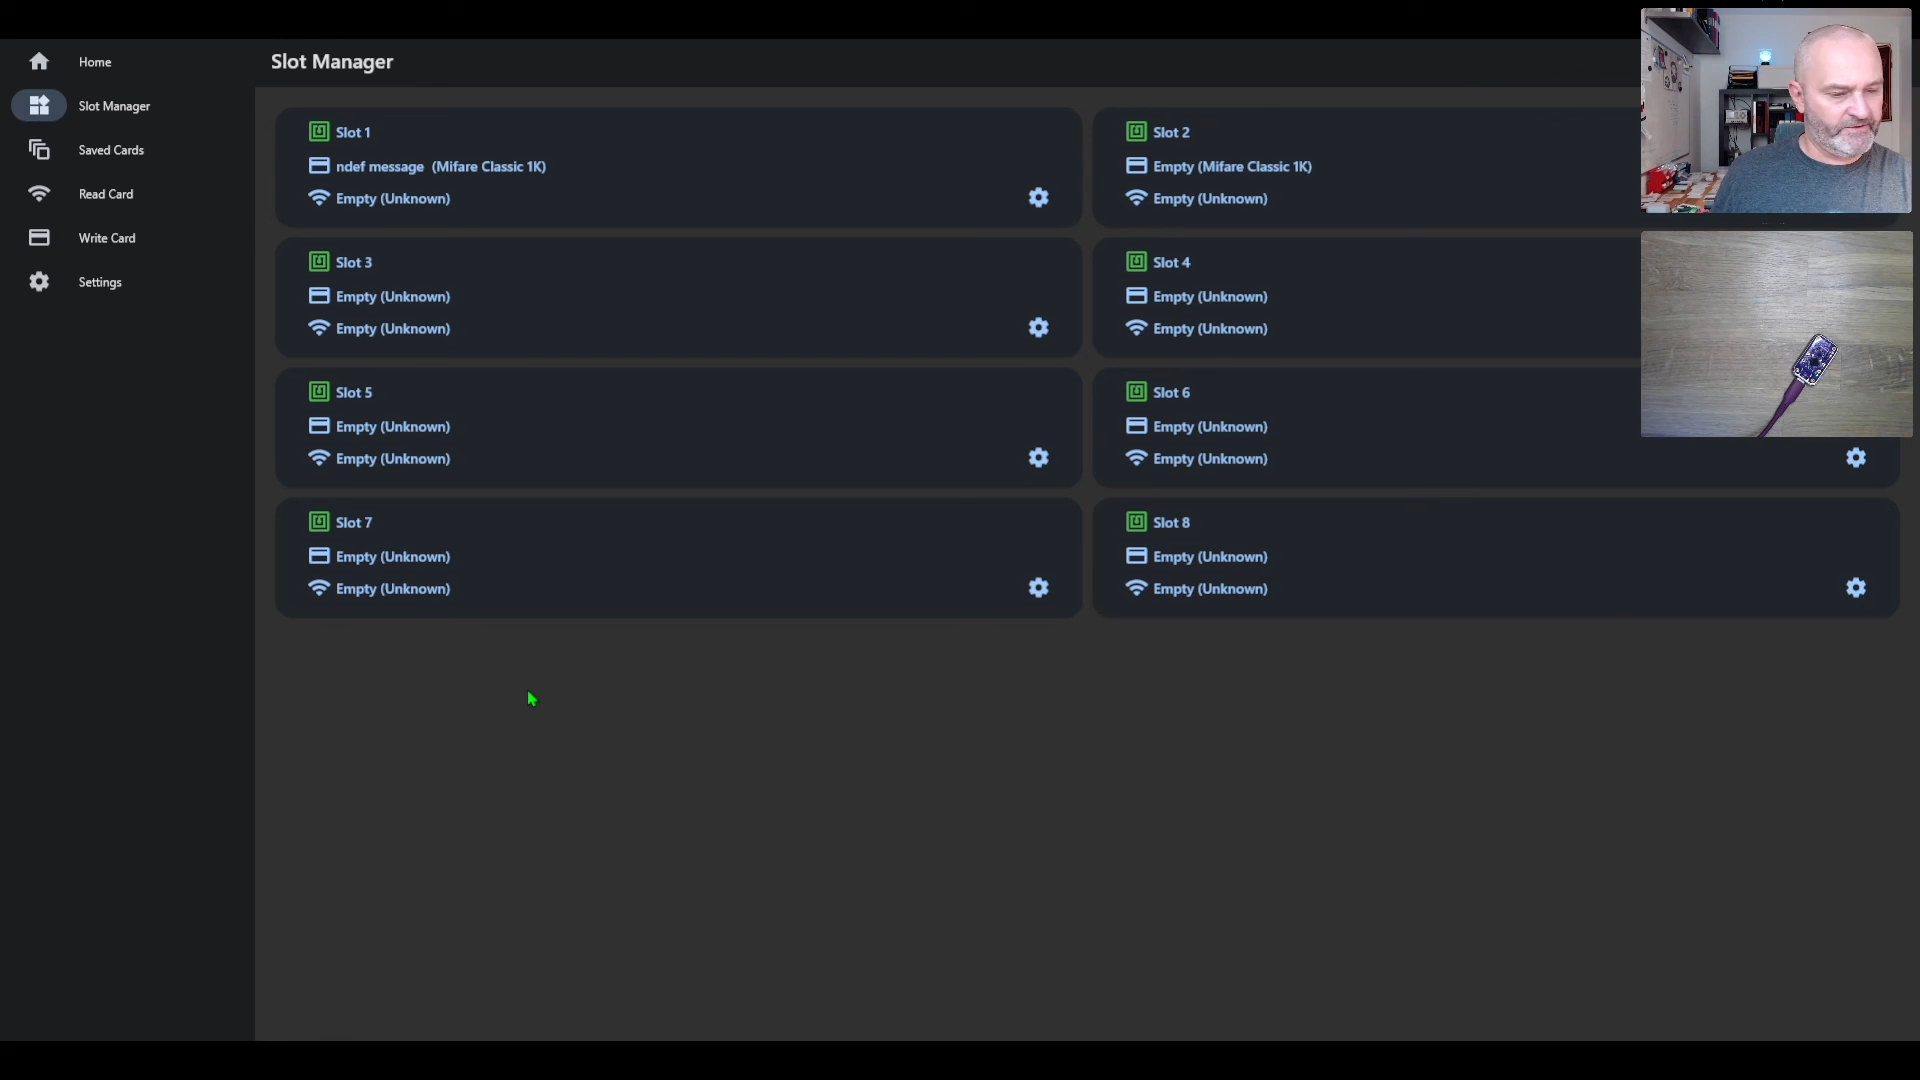 Home
Slot Manager
Saved Cards
Read Card
Write Card
Settings
Slot Manager
Slot 1
ndef message (Mifare Classic 1K)
Empty (Unknown)
Slot 2
Empty (Mifare Classic 1K)
Empty (Unknown)
Slot 3
Empty (Unknown)
Empty (Unknown)
Slot 4
Empty (Unknown)
Empty (Unknown)
Slot 5
Empty (Unknown)
Empty (Unknown)
Slot 6
Empty (Unknown)
Empty (Unknown)
Slot 7
Empty (Unknown)
Empty (Unknown)
Slot 8
Empty (Unknown)
Empty (Unknown)